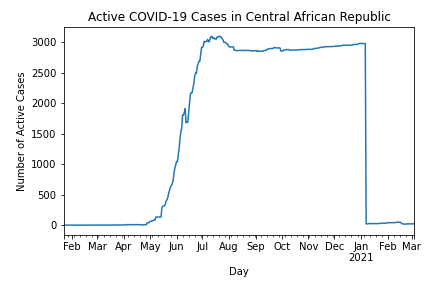 Active COVID-19 Cases in Central African Republic
Number of Active Cases
3000
2500
2000
1500
1000
500
0
Feb Mar Apr May Jun Jul Aug Sep Oct Nov Dec Jan Feb Mar
2021
Day